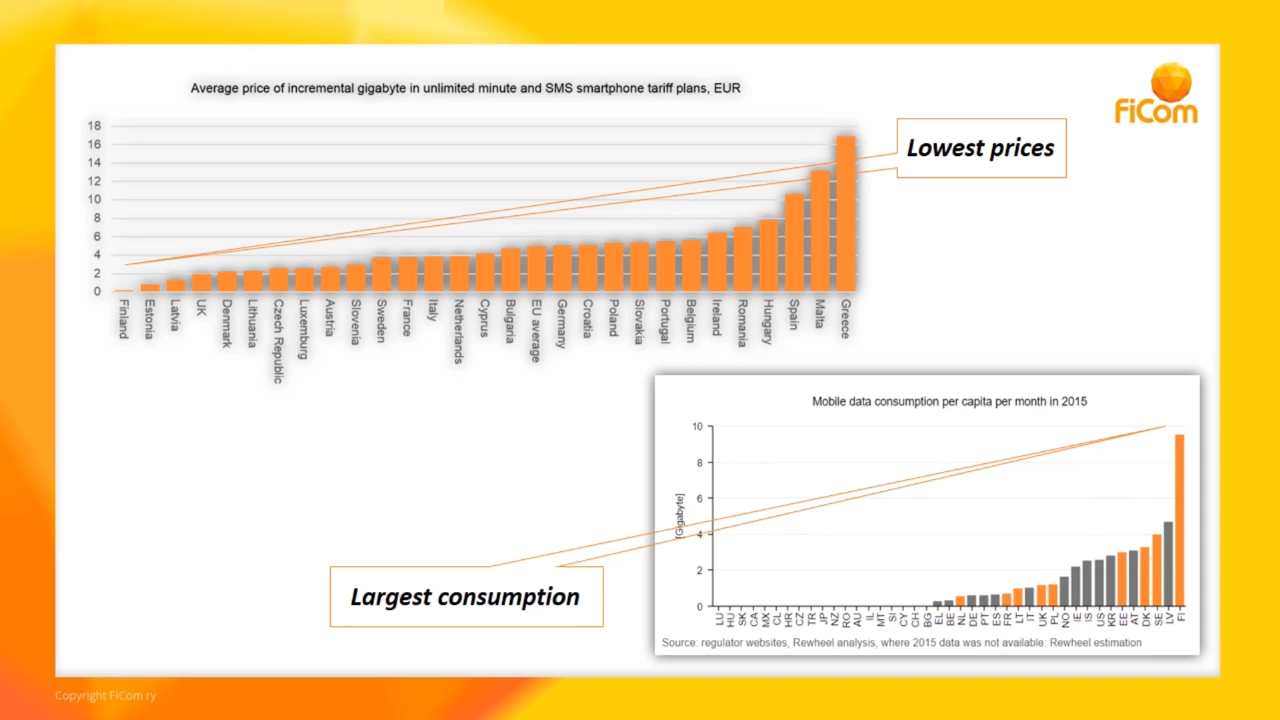 Average price of incremental gigabyte in unlimited minute and SMS smartphone tariff plans, EUR
FiCom
Lowest prices
18
16
14
12
10
8
6
4
2
0
Finland
Estonia
Latvia
UK
Denmark
Lithuania
Czech Republic
Luxemburg
Austria
Slovenia
Sweden
France
Italy
Netherlands
Cyprus
Bulgaria
EU average
Germany
Croatia
Poland
Slovakia
Portugal
Belgium
Ireland
Romania
Hungary
Spain
Malta
Greece
Mobile data consumption per capita per month in 2015
[Gigabyte]
10
8
6
4
2
0
LU
HU
SK
CA
MX
CL
HR
CZ
TR
JP
NZ
RO
AU
IL
MT
SI
CY
CH
BG
EL
BE
NL
DE
PT
ES
FR
LT
IT
UK
PL
NO
IE
IS
US
KR
EE
AT
DK
SE
LV
FI
Source: regulator websites, Rewheel analysis, where 2015 data was not available: Rewheel estimation
Largest consumption
Copyright FiCom ry